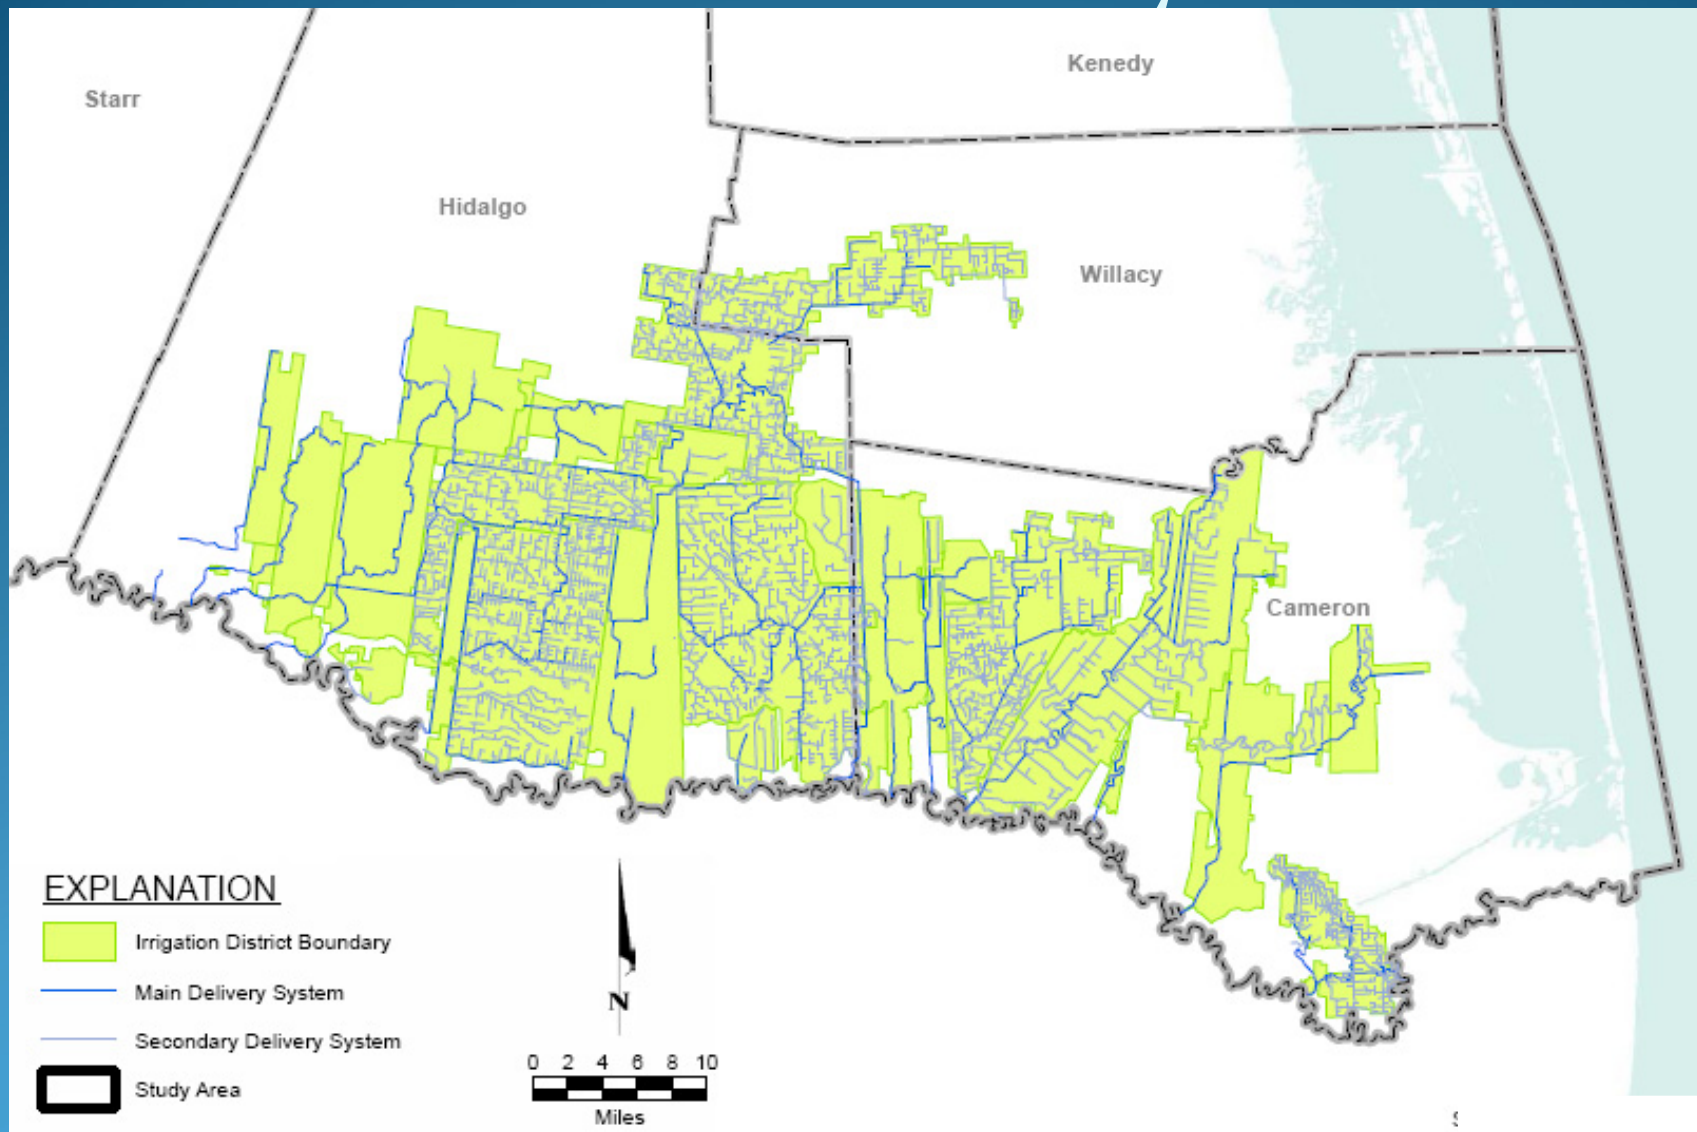 Kenedy
Starr
Hidalgo
Willacy
Cameron
EXPLANATION
Irrigation District Boundary
Main Delivery System
Secondary Delivery System
Study Area
N
0 2 4 6 8 10
Miles